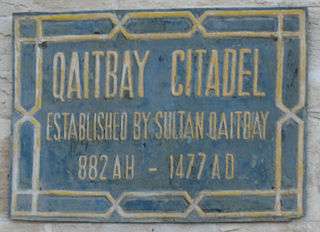 QAITBAY CITADEL
ESTABLISHED BY SULTAN QAITBAY
882 AH - 1477 AD